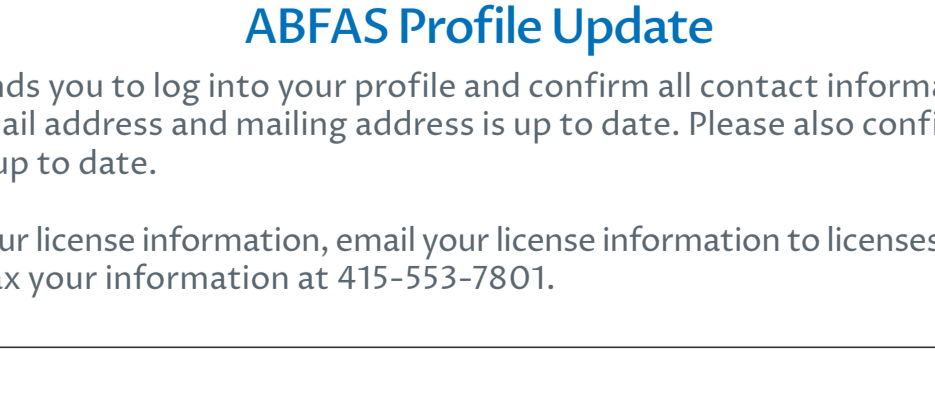 ABFAS Profile Update
nds you to log into your profile and confirm all contact informa
ail address and mailing address is up to date. Please also confi
up to date.
ur license information, email your license information to licenses
ax your information at 415-553-7801.